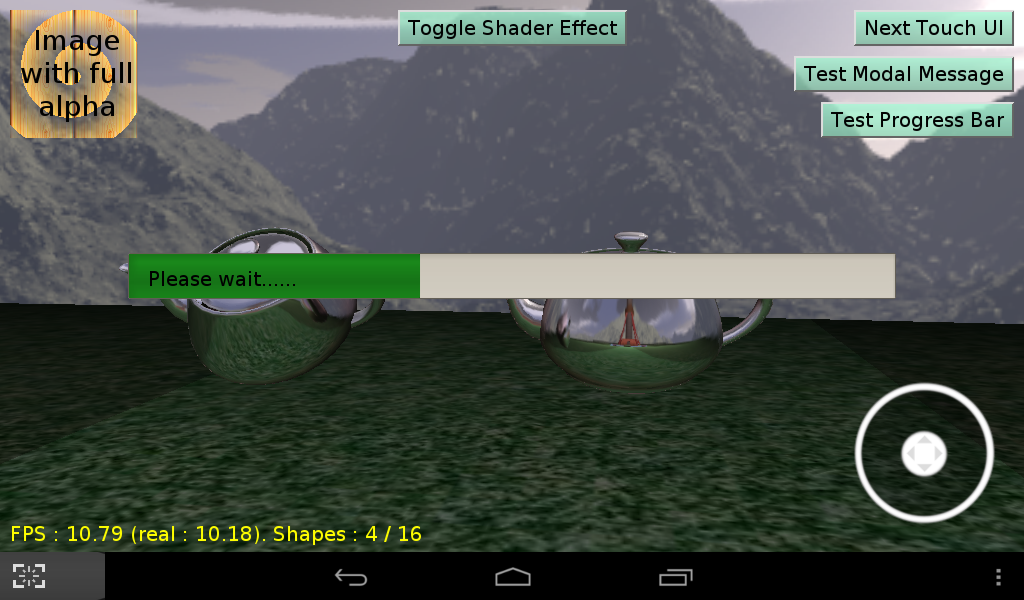 Image
with full
alpha
Toggle Shader Effect
Next Touch UI
Test Modal Message
Test Progress Bar
Please wait......
FPS : 10.79 (real : 10.18). Shapes : 4 / 16